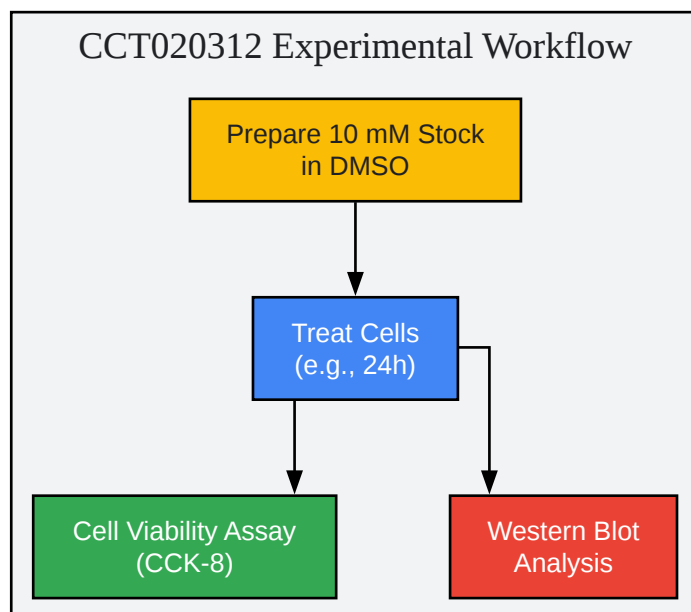 CCT020312 Experimental Workflow
Prepare 10 mM Stock
in DMSO
Treat Cells
(e.g., 24h)
Cell Viability Assay
(CCK-8)
Western Blot
Analysis